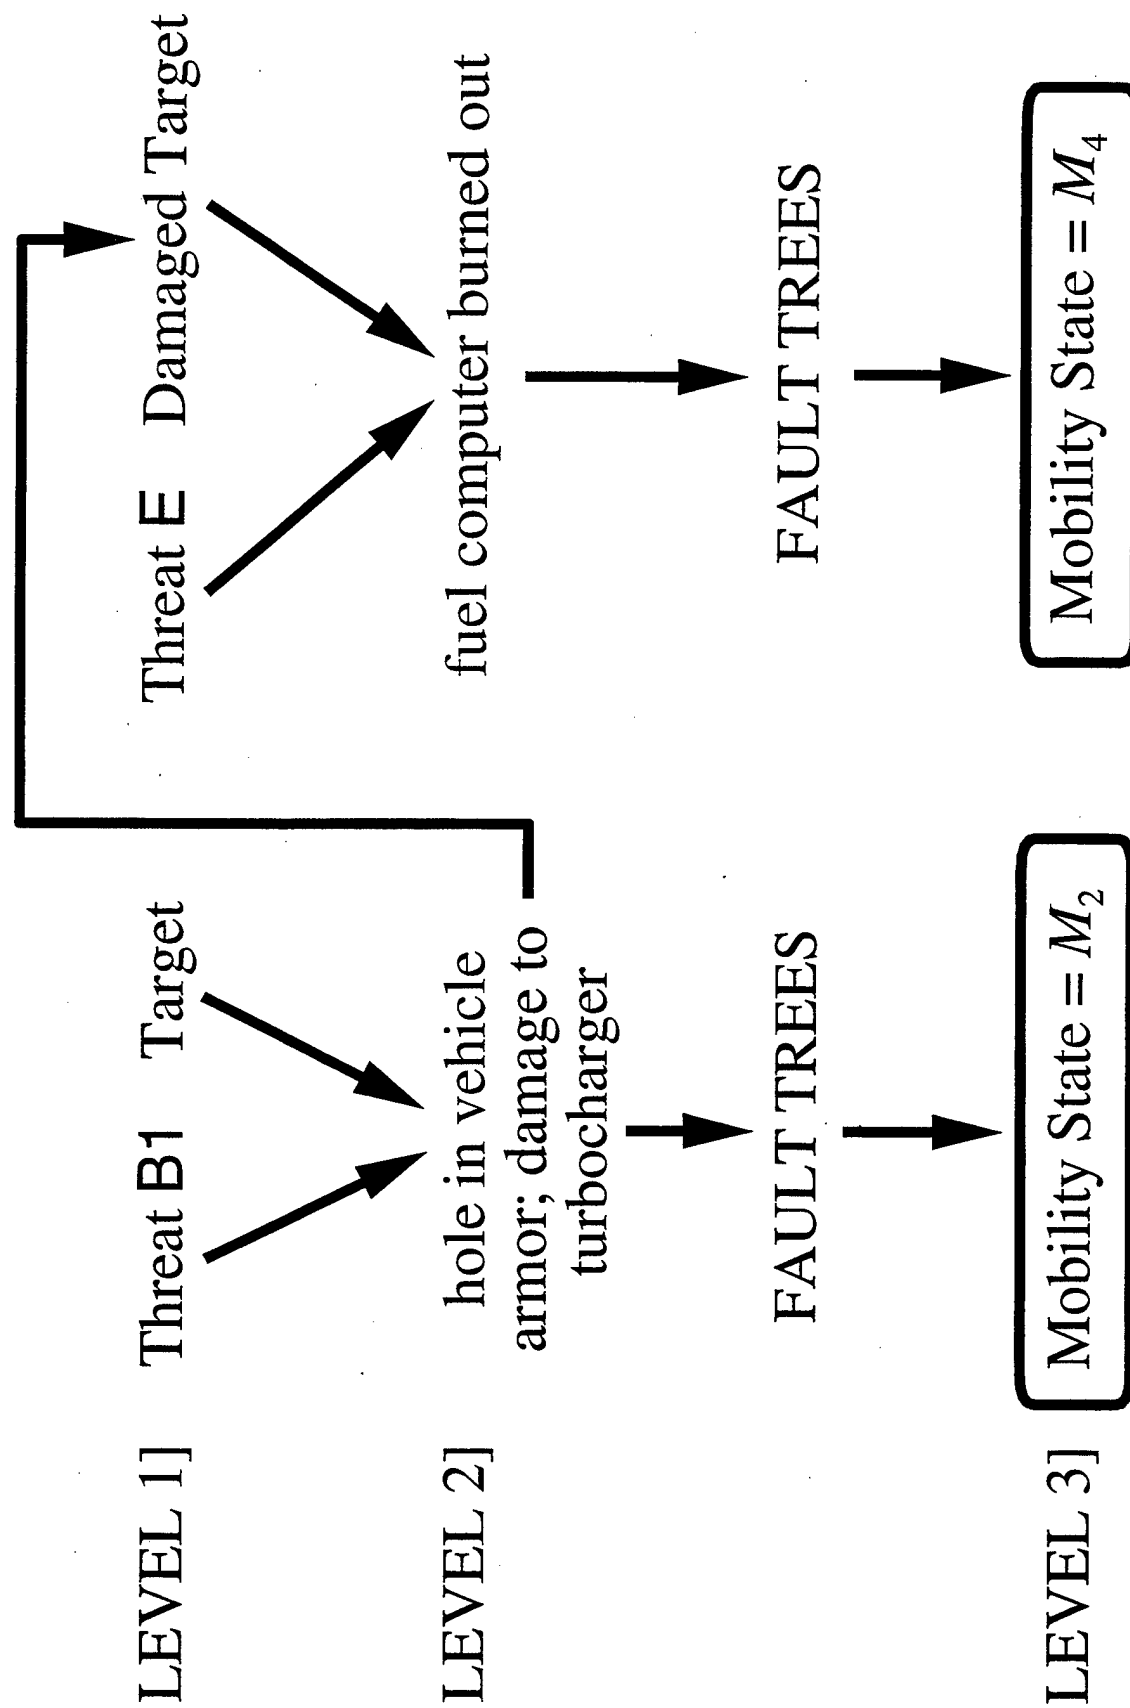 LEVEL 1] Threat B1 Target Threat E Damaged Target
LEVEL 2] hole in vehicle
armor; damage to
turbocharger
fuel computer burned out
FAULT TREES FAULT TREES
LEVEL 3] Mobility State = M₂ Mobility State = M₄